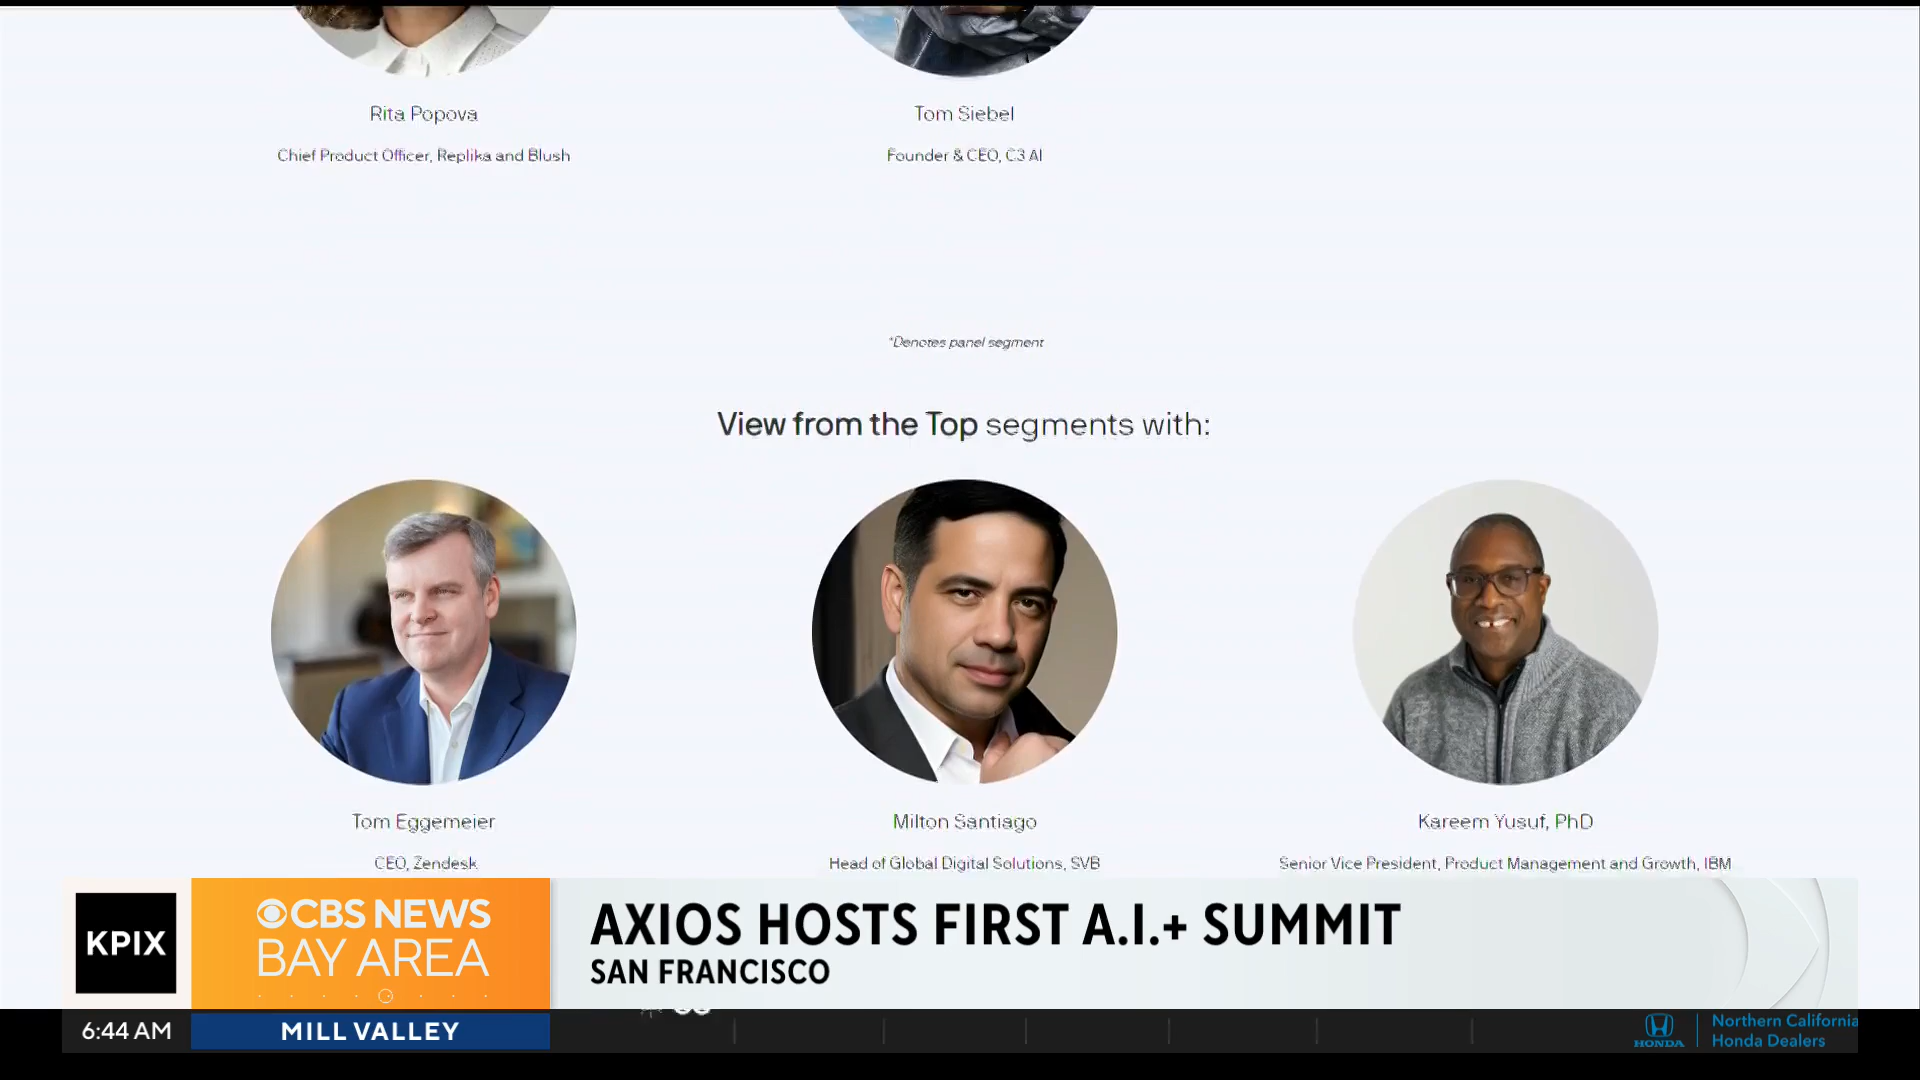 Rita Popova
Chief Product Officer, Replika and Blush
Tom Siebel
Founder & CEO, C3 AI
*Denotes panel segment
View from the Top segments with:
Tom Eggemeier
CEO, Zendesk
Milton Santiago
Head of Global Digital Solutions, SVB
Kareem Yusuf, PhD
Senior Vice President, Product Management and Growth, IBM
KPIX
CBS NEWS
BAY AREA
AXIOS HOSTS FIRST A.I.+ SUMMIT
SAN FRANCISCO
6:44 AM
MILL VALLEY
HONDA
Northern California
Honda Dealers